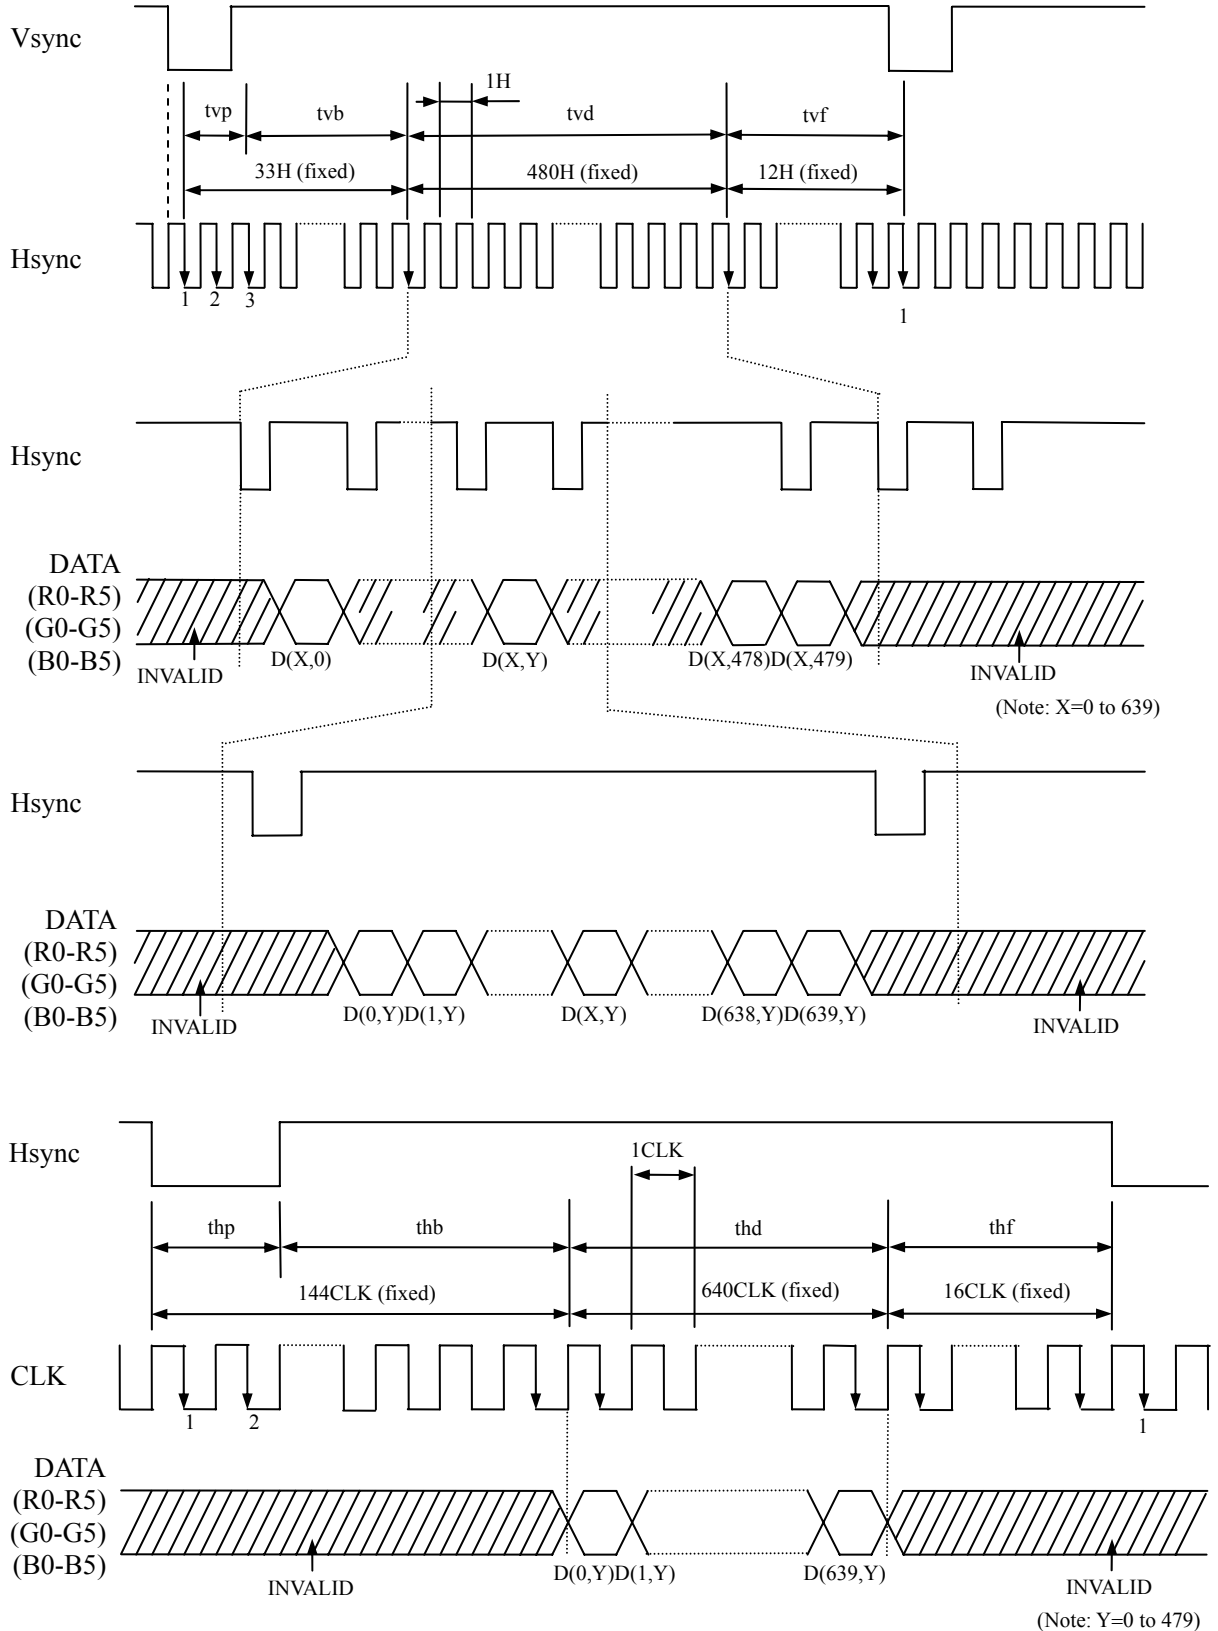 Vsync
1H
tvp
tvb
tvd
tvf
33H (fixed)
480H (fixed)
12H (fixed)
Hsync
1
2
3
1
Hsync
DATA
(R0-R5)
(G0-G5)
(B0-B5)
D(X,0)
D(X,Y)
D(X,478)D(X,479)
INVALID
INVALID
(Note: X=0 to 639)
Hsync
DATA
(R0-R5)
(G0-G5)
(B0-B5)
D(0,Y)D(1,Y)
D(X,Y)
D(638,Y)D(639,Y)
INVALID
INVALID
Hsync
1CLK
thp
thb
thd
thf
144CLK (fixed)
640CLK (fixed)
16CLK (fixed)
CLK
1
2
1
DATA
(R0-R5)
(G0-G5)
(B0-B5)
D(0,Y)D(1,Y)
D(639,Y)
INVALID
INVALID
(Note: Y=0 to 479)